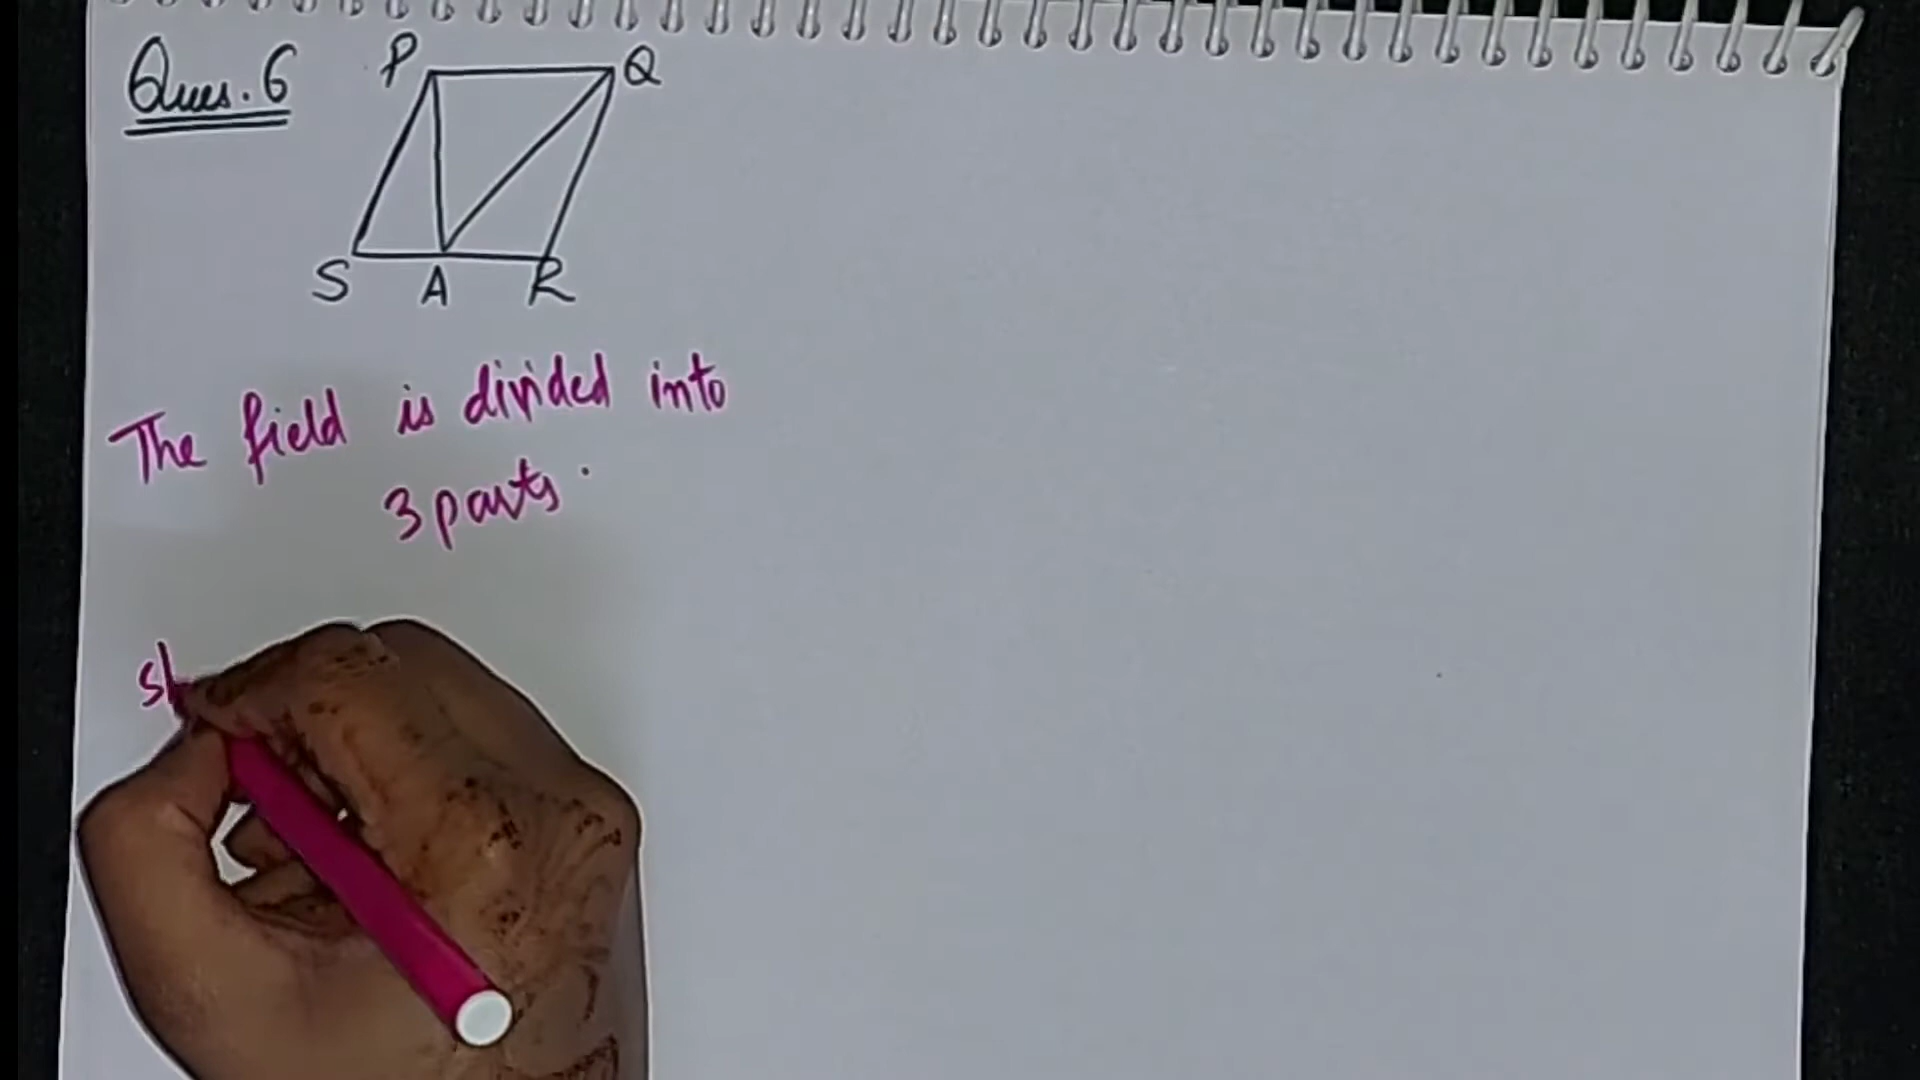 Ques. 6
P Q
S A R
The field is divided into
3 parts.